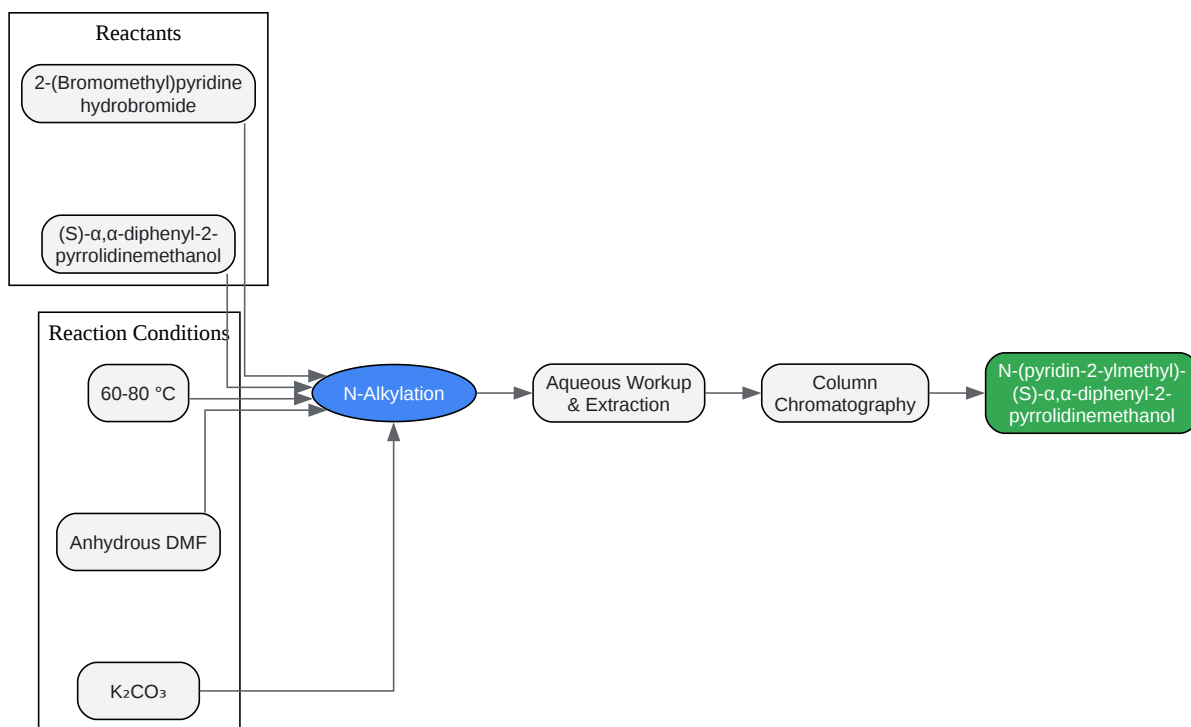 Reactants
2-(Bromomethyl)pyridine
hydrobromide
(S)-α,α-diphenyl-2-
pyrrolidinemethanol
Reaction Conditions
60-80 °C
Anhydrous DMF
K₂CO₃
N-Alkylation
Aqueous Workup
& Extraction
Column
Chromatography
N-(pyridin-2-ylmethyl)-
(S)-α,α-diphenyl-2-
pyrrolidinemethanol